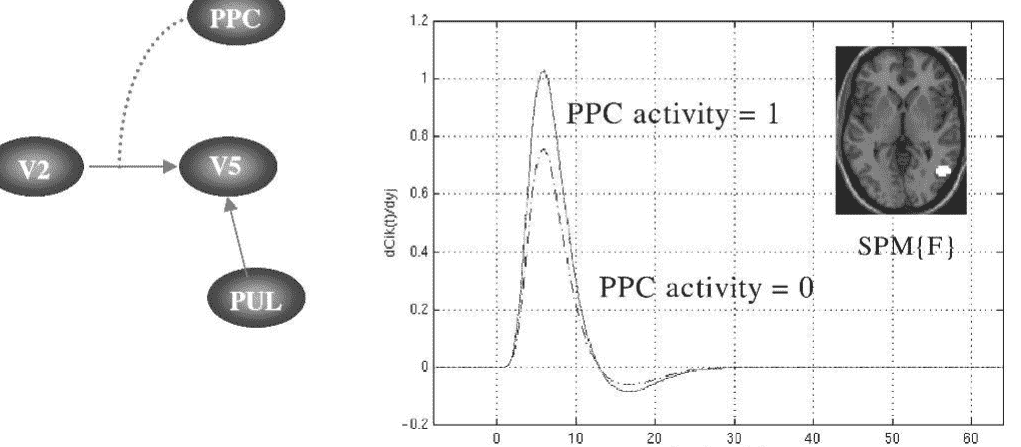 PPC
V2
V5
PUL
1.2
1
0.8
0.6
0.4
0.2
0
-0.2
dCik(t)/dyj
PPC activity = 1
PPC activity = 0
SPM{F}
0
10
20
30
40
50
60